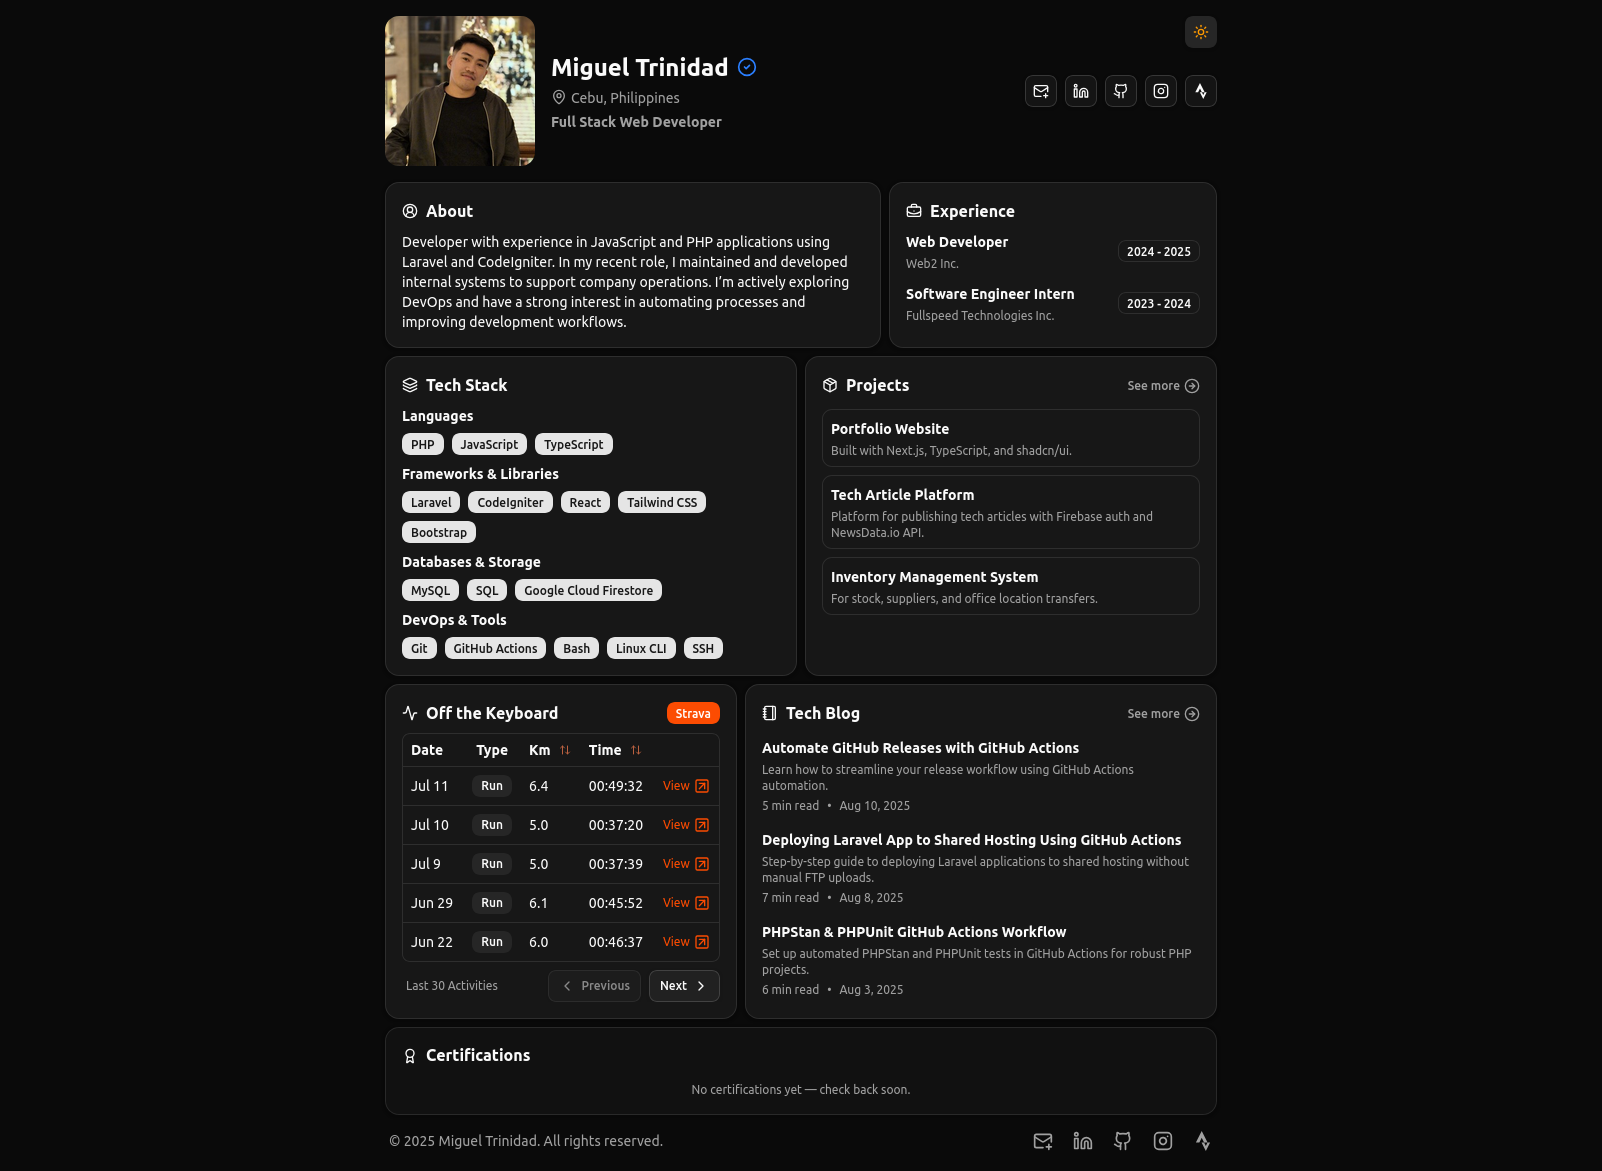 Miguel Trinidad
Cebu, Philippines
Full Stack Web Developer
About
Developer with experience in JavaScript and PHP applications using
Laravel and CodeIgniter. In my recent role, I maintained and developed
internal systems to support company operations. I’m actively exploring
DevOps and have a strong interest in automating processes and
improving development workflows.
Experience
Web Developer
Web2 Inc.
2024 - 2025
Software Engineer Intern
Fullspeed Technologies Inc.
2023 - 2024
Tech Stack
Languages
PHP JavaScript TypeScript
Frameworks & Libraries
Laravel CodeIgniter React Tailwind CSS
Bootstrap
Databases & Storage
MySQL SQL Google Cloud Firestore
DevOps & Tools
Git GitHub Actions Bash Linux CLI SSH
Projects See more
Portfolio Website
Built with Next.js, TypeScript, and shadcn/ui.
Tech Article Platform
Platform for publishing tech articles with Firebase auth and
NewsData.io API.
Inventory Management System
For stock, suppliers, and office location transfers.
Off the Keyboard Strava
Date Type Km Time
Jul 11 Run 6.4 00:49:32 View
Jul 10 Run 5.0 00:37:20 View
Jul 9 Run 5.0 00:37:39 View
Jun 29 Run 6.1 00:45:52 View
Jun 22 Run 6.0 00:46:37 View
Last 30 Activities Previous Next
Tech Blog See more
Automate GitHub Releases with GitHub Actions
Learn how to streamline your release workflow using GitHub Actions
automation.
5 min read • Aug 10, 2025
Deploying Laravel App to Shared Hosting Using GitHub Actions
Step-by-step guide to deploying Laravel applications to shared hosting without
manual FTP uploads.
7 min read • Aug 8, 2025
PHPStan & PHPUnit GitHub Actions Workflow
Set up automated PHPStan and PHPUnit tests in GitHub Actions for robust PHP
projects.
6 min read • Aug 3, 2025
Certifications
No certifications yet — check back soon.
© 2025 Miguel Trinidad. All rights reserved.